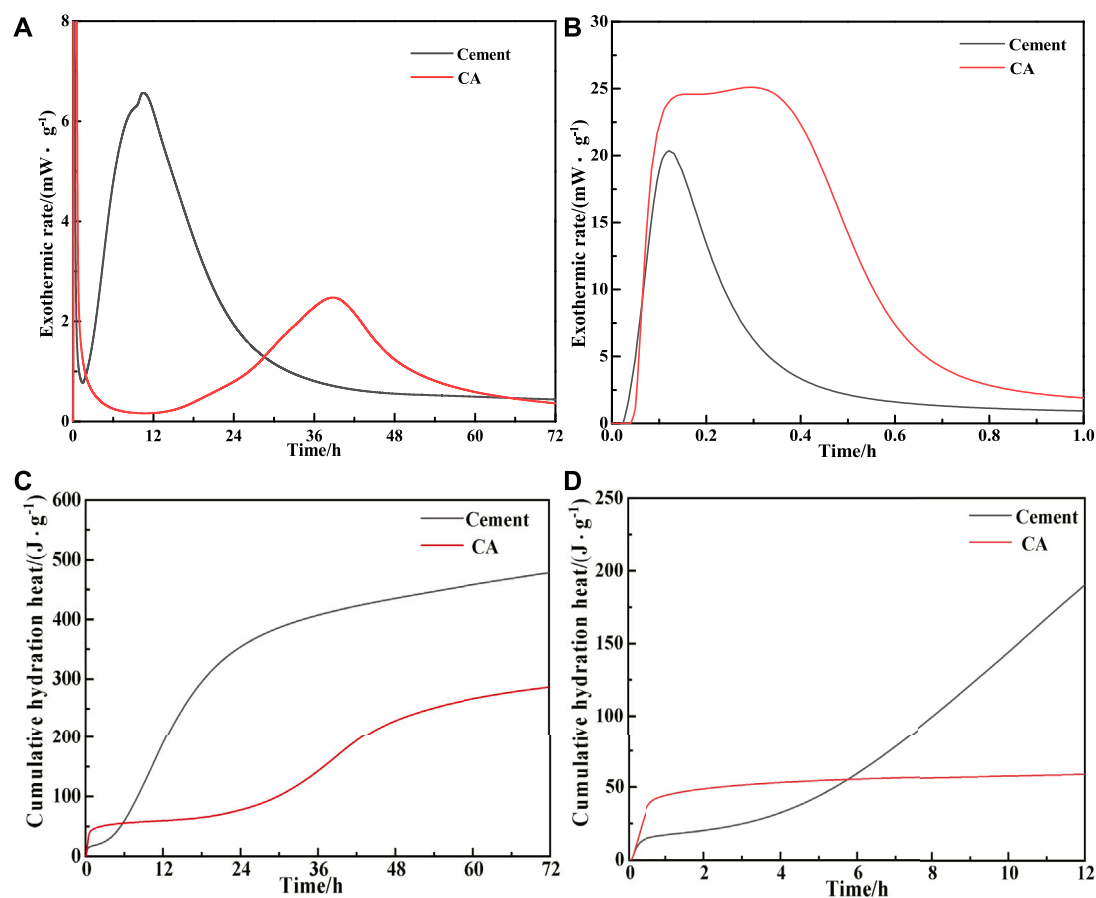 A
Exothermic rate/(mW · g⁻¹)
8
6
4
2
0
0 12 24 36 48 60 72
Time/h
Cement
CA
B
Exothermic rate/(mW · g⁻¹)
30
25
20
15
10
5
0
0.0 0.2 0.4 0.6 0.8 1.0
Time/h
Cement
CA
C
Cumulative hydration heat/(J · g⁻¹)
600
500
400
300
200
100
0
0 12 24 36 48 60 72
Time/h
Cement
CA
D
Cumulative hydration heat/(J · g⁻¹)
250
200
150
100
50
0
0 2 4 6 8 10 12
Time/h
Cement
CA